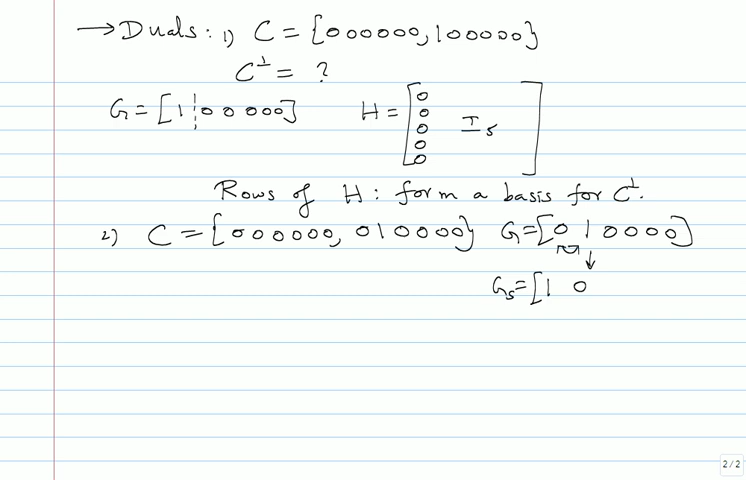 → Duals: 1) C = {000000, 100000}
C⊥ = ?
G = [1 | 0 0 0 0 0] H = [0 0 0 0 0 I5]
Rows of H: form a basis for C⊥.
2) C = {000000, 010000} G = [0 1 0 0 0 0]
↓
Gs = [1 0
2/2